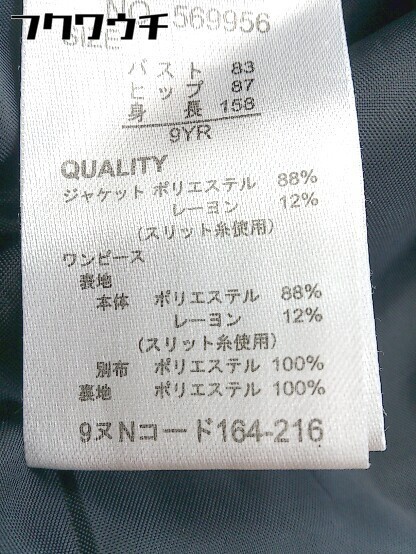 フクウウチ
NO. 569956
SIZE
バスト 83
ヒップ 87
身長 158
9YR
QUALITY
ジャケット ポリエステル 88%
レーヨン 12%
(スリット糸使用)
ワンピース
表地
本体 ポリエステル 88%
レーヨン 12%
(スリット糸使用)
別布 ポリエステル 100%
裏地 ポリエステル 100%
9ヌNコード164-216